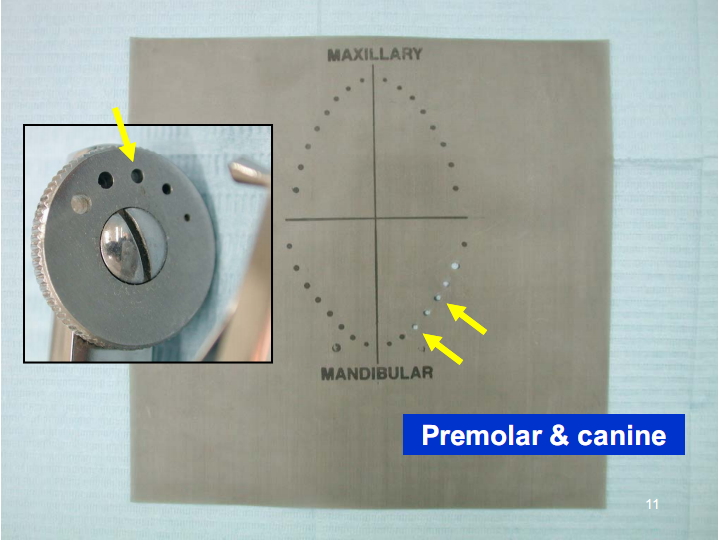 MAXILLARY
MANDIBULAR
Premolar & canine
11